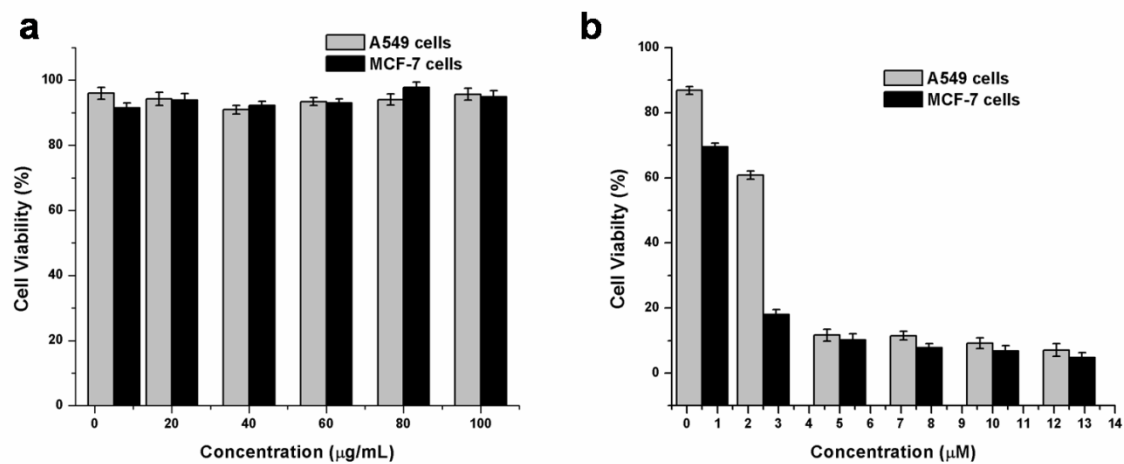 a
A549 cells
MCF-7 cells
Cell Viability (%)
100
80
60
40
20
0
0 20 40 60 80 100
Concentration (μg/mL)
b
A549 cells
MCF-7 cells
Cell Viabilty (%)
100
80
60
40
20
0
0 1 2 3 4 5 6 7 8 9 10 11 12 13 14
Concentration (μM)